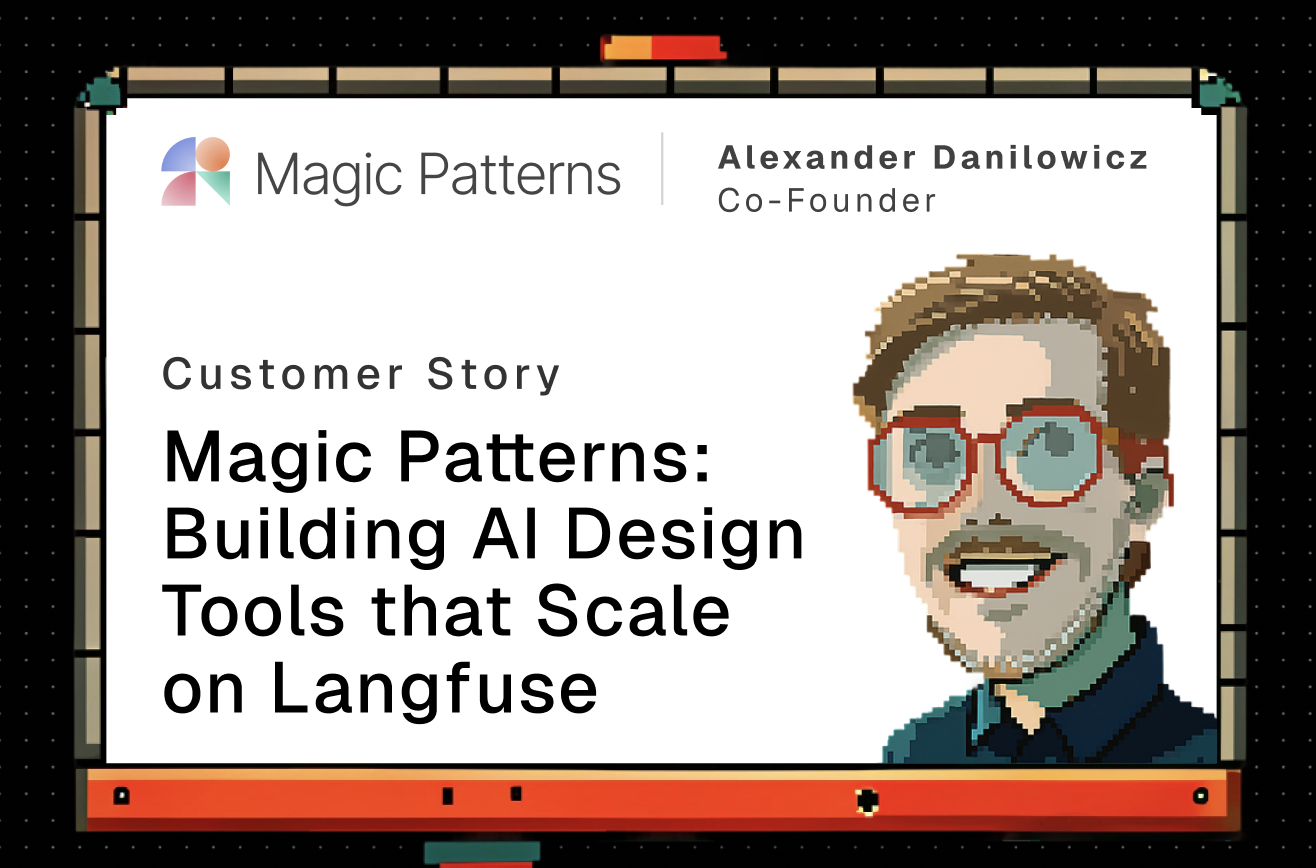 Magic Patterns
Alexander Danilowicz
Co-Founder
Customer Story
Magic Patterns:
Building AI Design
Tools that Scale
on Langfuse